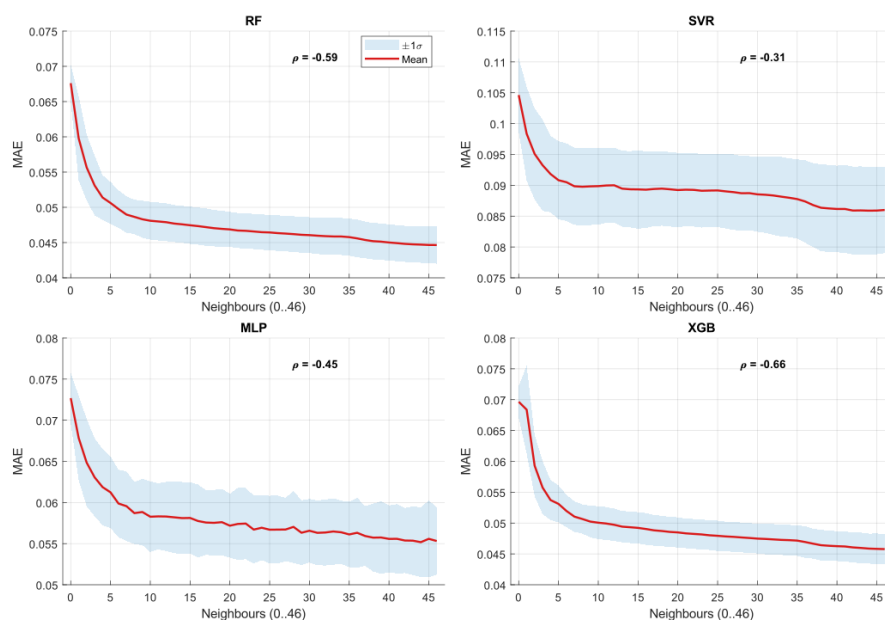 RF
ρ = -0.59
±1σ
Mean
0.075
0.07
0.065
0.06
0.055
0.05
0.045
0.04
MAE
0 5 10 15 20 25 30 35 40 45
Neighbours (0..46)
SVR
ρ = -0.31
0.115
0.11
0.105
0.1
0.095
0.09
0.085
0.08
0.075
MAE
0 5 10 15 20 25 30 35 40 45
Neighbours (0..46)
MLP
ρ = -0.45
0.08
0.075
0.07
0.065
0.06
0.055
0.05
MAE
0 5 10 15 20 25 30 35 40 45
Neighbours (0..46)
XGB
ρ = -0.66
0.08
0.075
0.07
0.065
0.06
0.055
0.05
0.045
0.04
MAE
0 5 10 15 20 25 30 35 40 45
Neighbours (0..46)